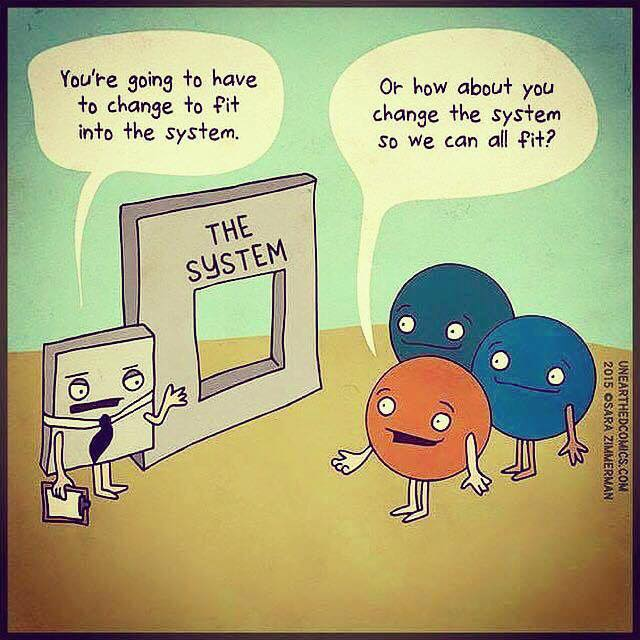 You're going to have
to change to fit
into the system.
Or how about you
change the system
so we can all fit?
THE
SYSTEM
UNEARTHEDCOMICS.COM
2015 ©SARA ZIMMERMAN